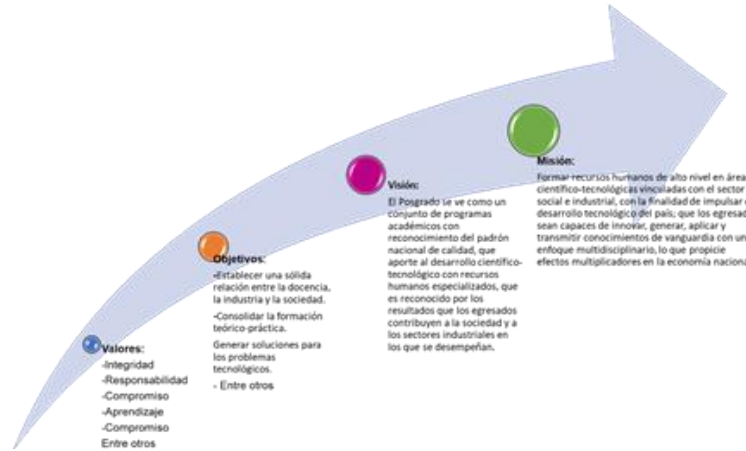 Valores:
-Integridad
-Responsabilidad
-Compromiso
-Aprendizaje
-Compromiso
Entre otros
Objetivos:
-Establecer una sólida
relación entre la docencia,
la industria y la sociedad.
-Consolidar la formación
teórico-práctica.
Generar soluciones para
los problemas
tecnológicos.
- Entre otros
Visión:
El Posgrado se ve como un
conjunto de programas
académicos con
reconocimiento del padrón
nacional de calidad, que
aporte al desarrollo científico-
tecnológico con recursos
humanos especializados, que
es reconocido por los
resultados que los egresados
contribuyen a la sociedad y a
los sectores industriales en
los que se desempeñan.
Misión:
Formar recursos humanos de alto nivel en área
científico-tecnológicas vinculadas con el sector
social e industrial, con la finalidad de impulsar
desarrollo tecnológico del país; que los egresad
sean capaces de innovar, generar, aplicar y
transmitir conocimientos de vanguardia con un
enfoque multidisciplinario, lo que propicie
efectos multiplicadores en la economía naciona